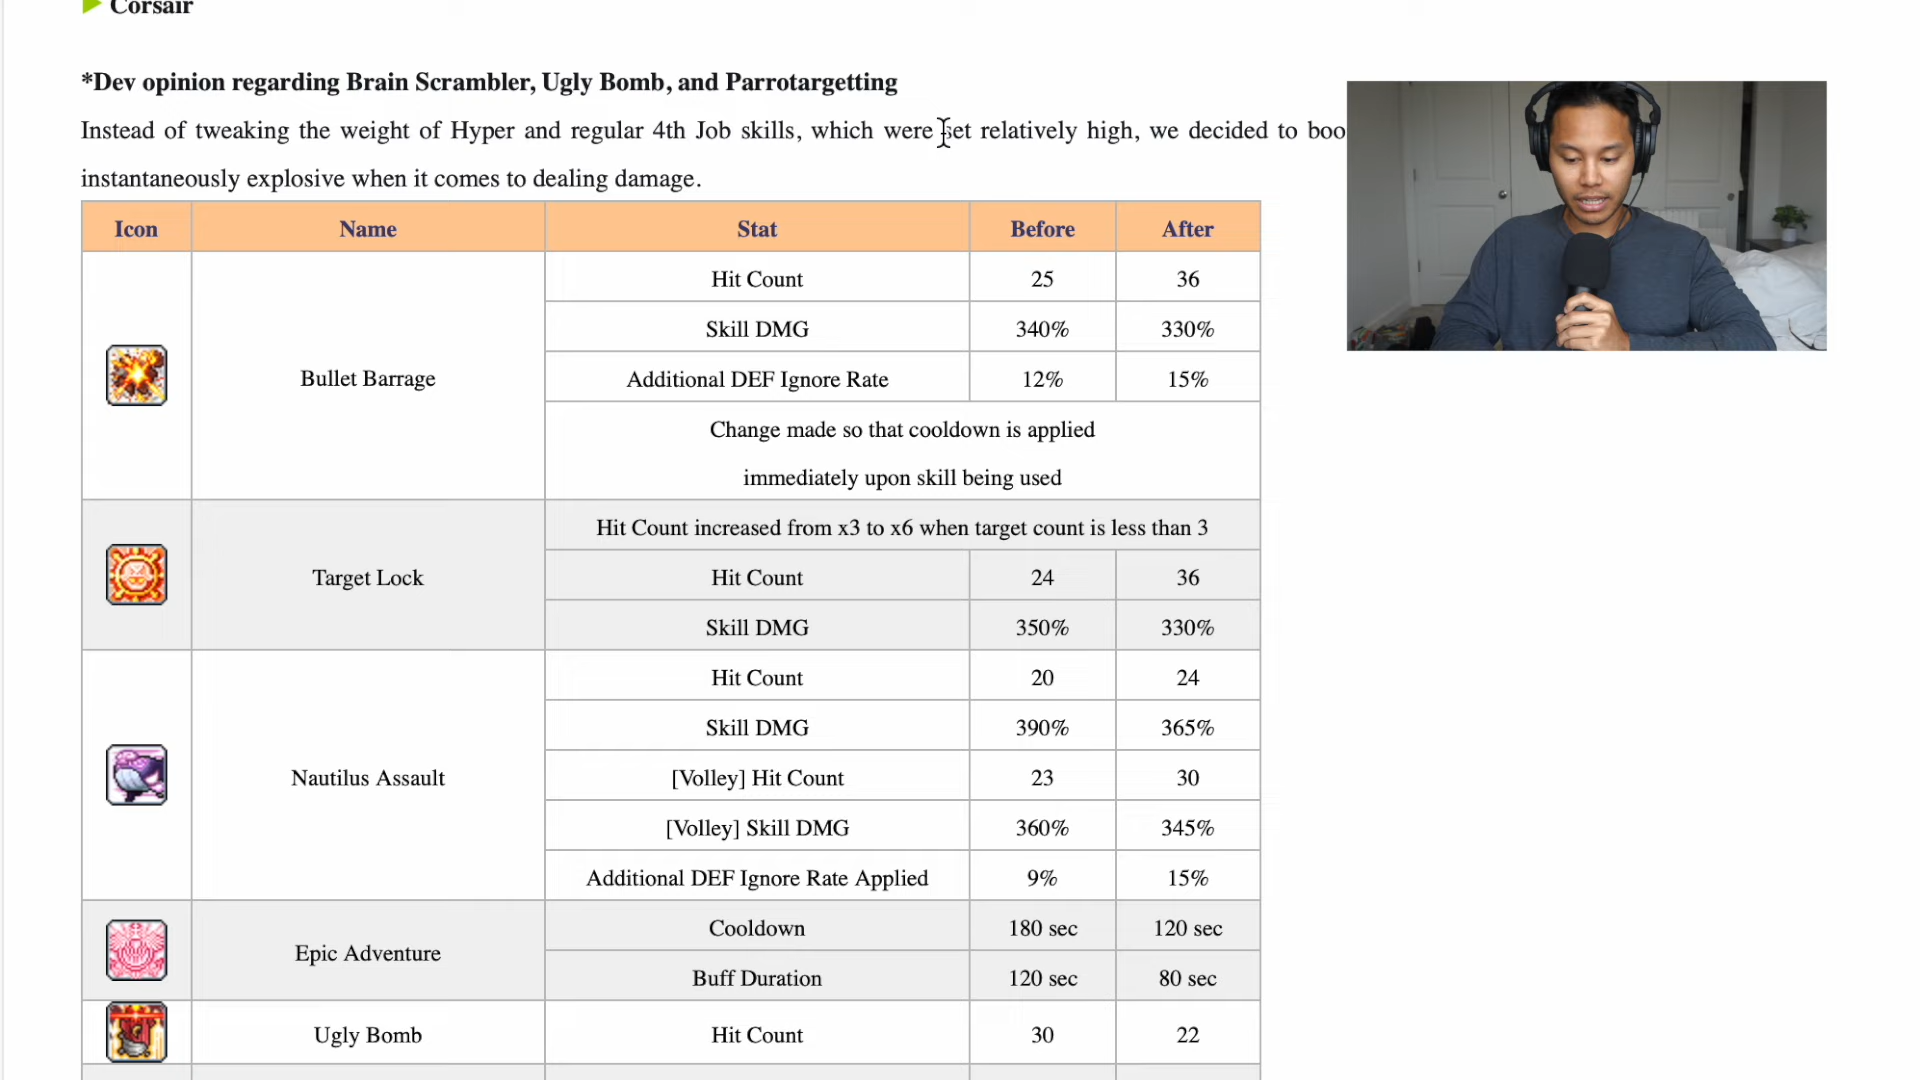 Corsair
*Dev opinion regarding Brain Scrambler, Ugly Bomb, and Parrotargetting
Instead of tweaking the weight of Hyper and regular 4th Job skills, which were set relatively high, we decided to boo
instantaneously explosive when it comes to dealing damage.
Icon Name Stat Before After
Hit Count 25 36
Skill DMG 340% 330%
Bullet Barrage
Additional DEF Ignore Rate 12% 15%
Change made so that cooldown is applied
immediately upon skill being used
Hit Count increased from x3 to x6 when target count is less than 3
Target Lock Hit Count 24 36
Skill DMG 350% 330%
Hit Count 20 24
Skill DMG 390% 365%
Nautilus Assault [Volley] Hit Count 23 30
[Volley] Skill DMG 360% 345%
Additional DEF Ignore Rate Applied 9% 15%
Cooldown 180 sec 120 sec
Epic Adventure
Buff Duration 120 sec 80 sec
Ugly Bomb Hit Count 30 22